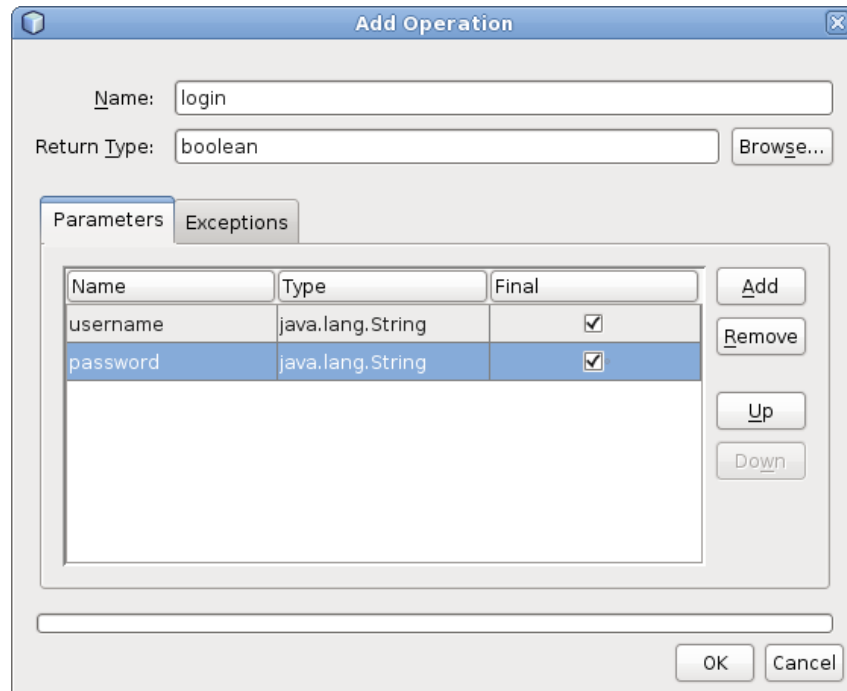 Add Operation
Name: login
Return Type: boolean Browse...
Parameters Exceptions
Name Type Final Add
username java.lang.String
Remove
password java.lang.String
Up
Down
OK Cancel